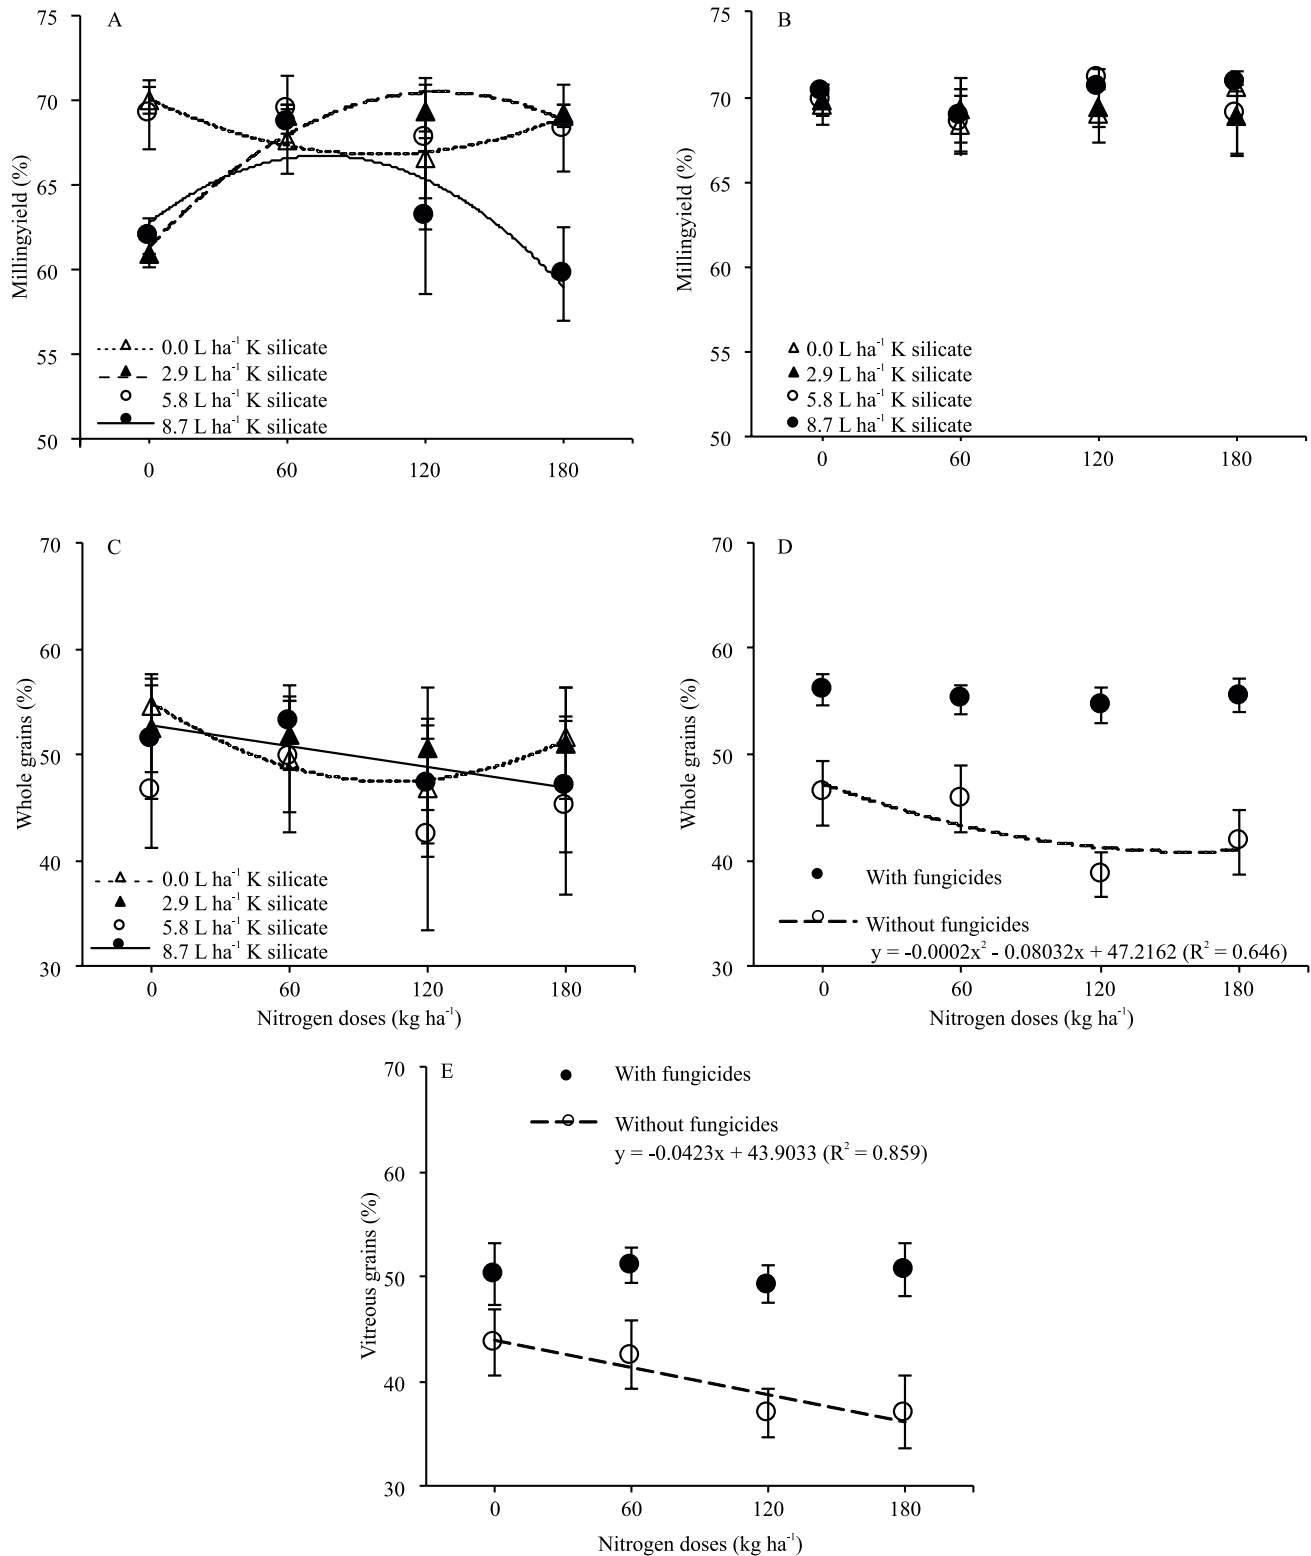 A
75
70
65
60
55
50
Millingyield (%)
0.0 L ha⁻¹ K silicate
2.9 L ha⁻¹ K silicate
5.8 L ha⁻¹ K silicate
8.7 L ha⁻¹ K silicate
0 60 120 180
B
75
70
65
60
55
50
Millingyield (%)
0.0 L ha⁻¹ K silicate
2.9 L ha⁻¹ K silicate
5.8 L ha⁻¹ K silicate
8.7 L ha⁻¹ K silicate
0 60 120 180
C
70
60
50
40
30
Whole grains (%)
0.0 L ha⁻¹ K silicate
2.9 L ha⁻¹ K silicate
5.8 L ha⁻¹ K silicate
8.7 L ha⁻¹ K silicate
0 60 120 180
Nitrogen doses (kg ha⁻¹)
D
70
60
50
40
30
Whole grains (%)
With fungicides
Without fungicides
y = -0.0002x² - 0.08032x + 47.2162 (R² = 0.646)
0 60 120 180
Nitrogen doses (kg ha⁻¹)
E
70
60
50
40
30
Vitreous grains (%)
With fungicides
Without fungicides
y = -0.0423x + 43.9033 (R² = 0.859)
0 60 120 180
Nitrogen doses (kg ha⁻¹)